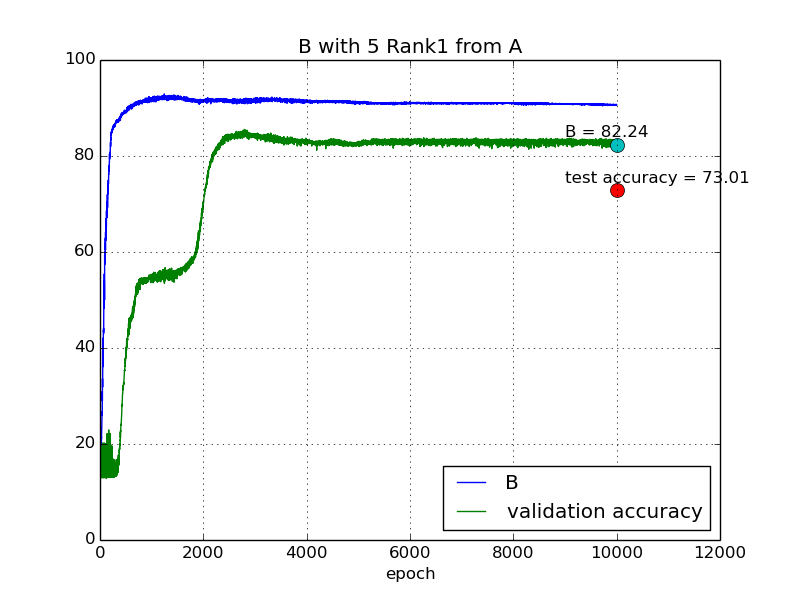 B with 5 Rank1 from A
100
80
60
40
20
0
B = 82.24
test accuracy = 73.01
B
validation accuracy
0 2000 4000 6000 8000 10000 12000
epoch